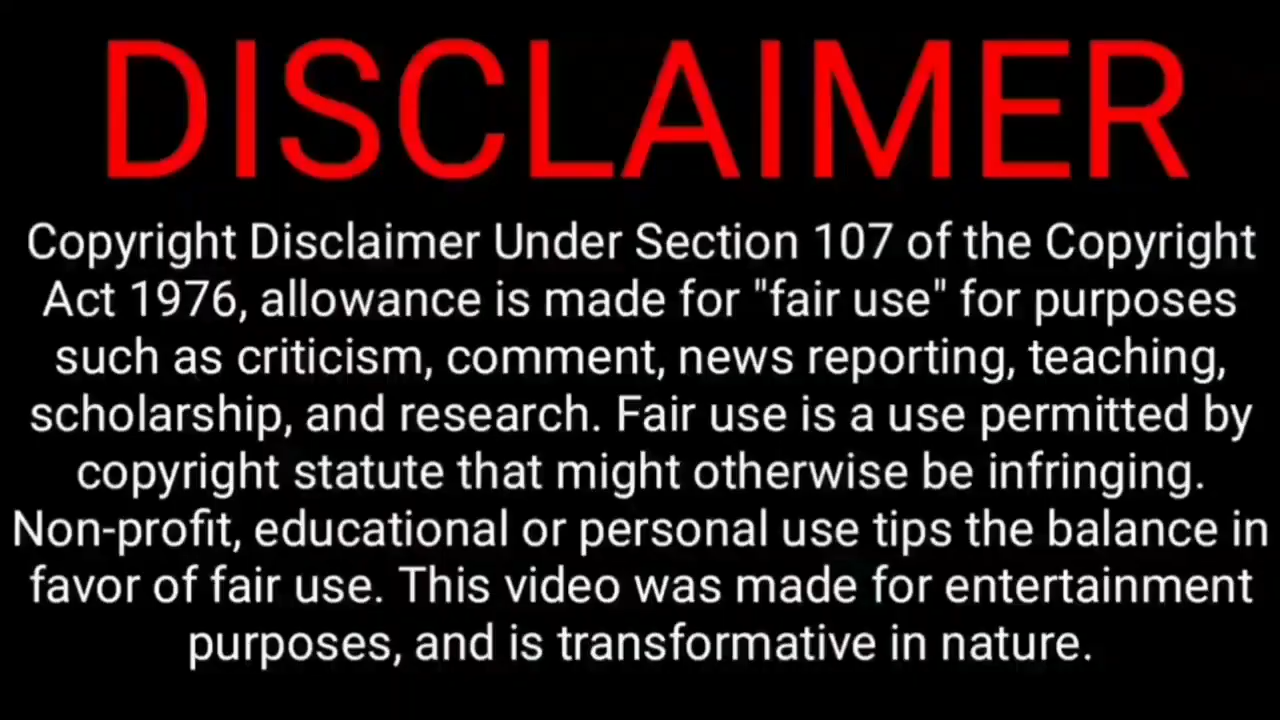 DISCLAIMER
Copyright Disclaimer Under Section 107 of the Copyright
Act 1976, allowance is made for "fair use" for purposes
such as criticism, comment, news reporting, teaching,
scholarship, and research. Fair use is a use permitted by
copyright statute that might otherwise be infringing.
Non-profit, educational or personal use tips the balance in
favor of fair use. This video was made for entertainment
purposes, and is transformative in nature.